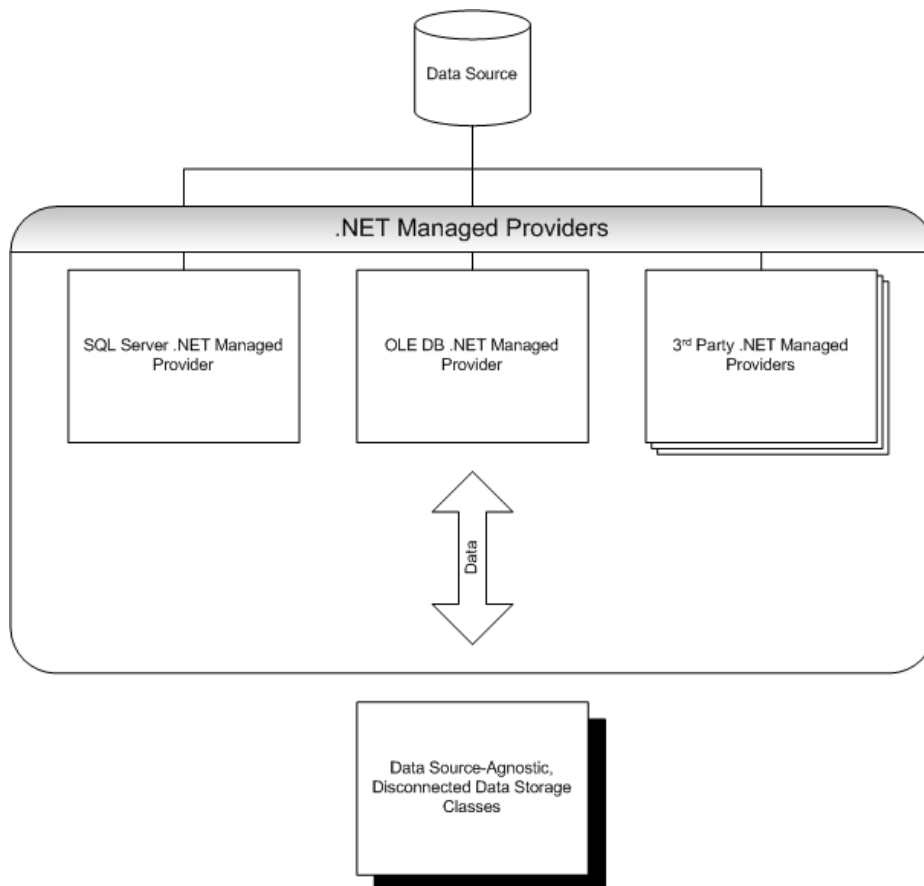 Data Source
.NET Managed Providers
SQL Server .NET Managed
Provider
OLE DB .NET Managed
Provider
3rd Party .NET Managed
Providers
Data
Data Source-Agnostic,
Disconnected Data Storage
Classes